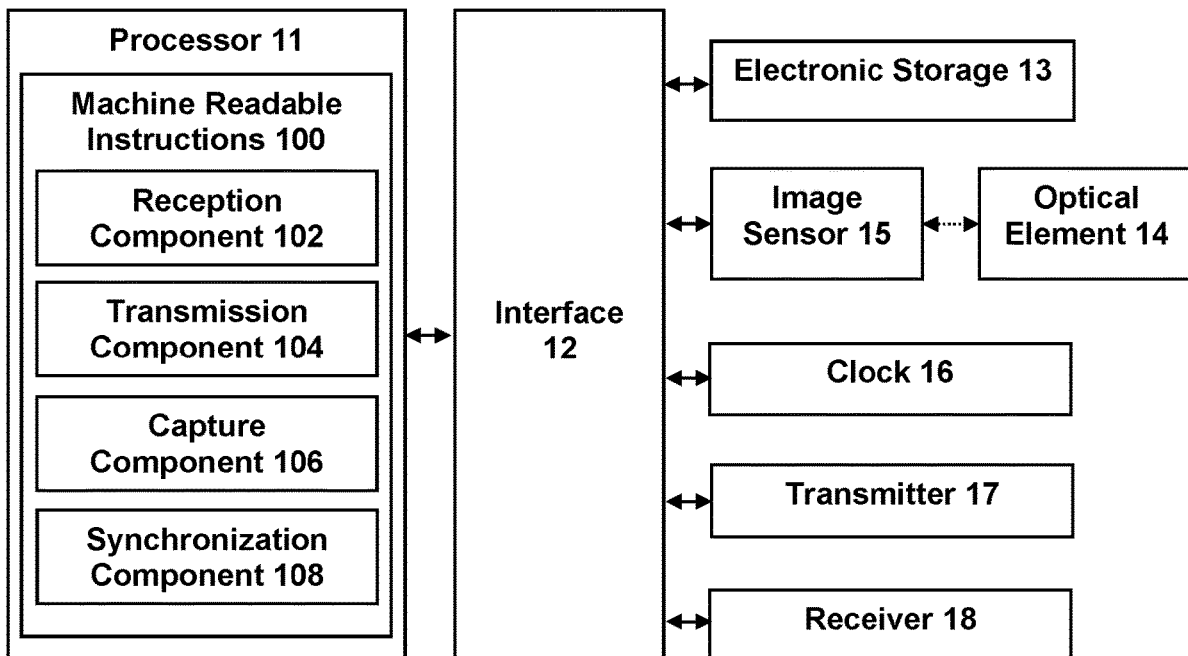 Processor 11
Machine Readable
Instructions 100
Reception
Component 102
Transmission
Component 104
Capture
Component 106
Synchronization
Component 108
Interface
12
Electronic Storage 13
Image
Sensor 15
Optical
Element 14
Clock 16
Transmitter 17
Receiver 18